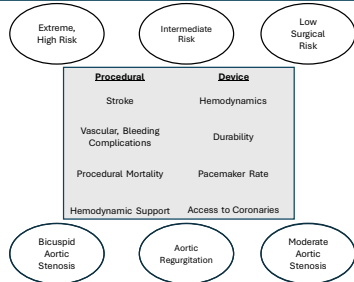 Extreme,
High Risk
Intermediate
Risk
Low
Surgical
Risk
Procedural
Device
Stroke
Hemodynamics
Vascular, Bleeding
Complications
Durability
Procedural Mortality
Pacemaker Rate
Hemodynamic Support
Access to Coronaries
Bicuspid
Aortic
Stenosis
Aortic
Regurgitation
Moderate
Aortic
Stenosis